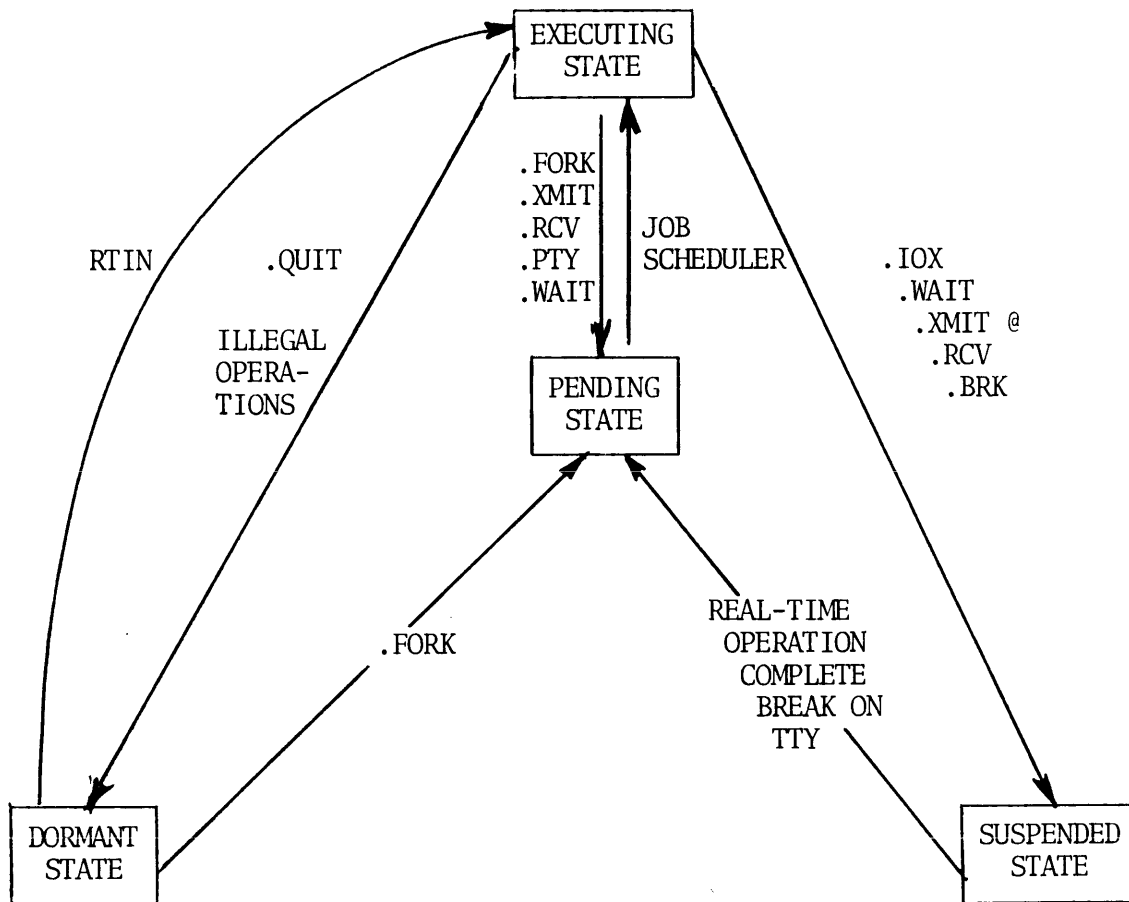 EXECUTING
STATE
.FORK
.XMIT
.RCV
.PTY
.WAIT
JOB
SCHEDULER
RTIN
.QUIT
ILLEGAL
OPERA-
TIONS
.IOX
.WAIT
.XMIT @
.RCV
.BRK
PENDING
STATE
.FORK
REAL-TIME
OPERATION
COMPLETE
BREAK ON
TTY
DORMANT
STATE
SUSPENDED
STATE